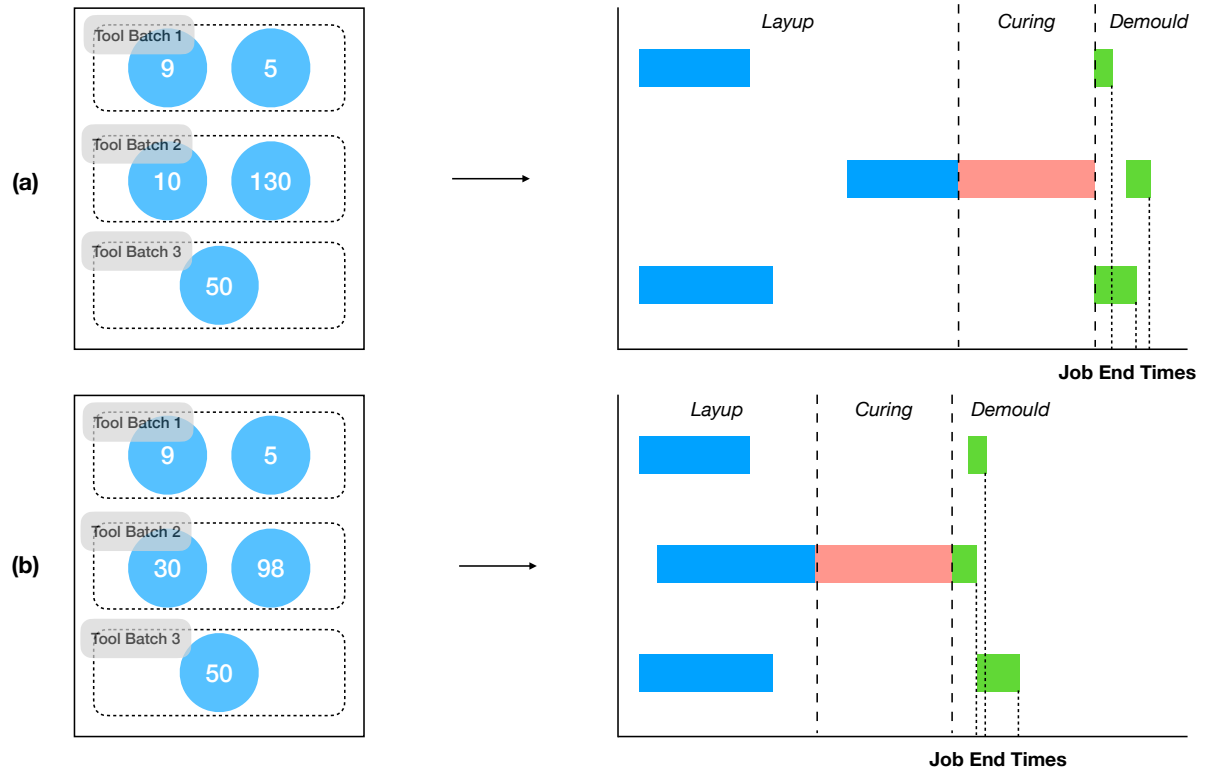 (a)
Tool Batch 1
9 5
Tool Batch 2
10 130
Tool Batch 3
50
Layup Curing Demould
Job End Times
(b)
Tool Batch 1
9 5
Tool Batch 2
30 98
Tool Batch 3
50
Layup Curing Demould
Job End Times